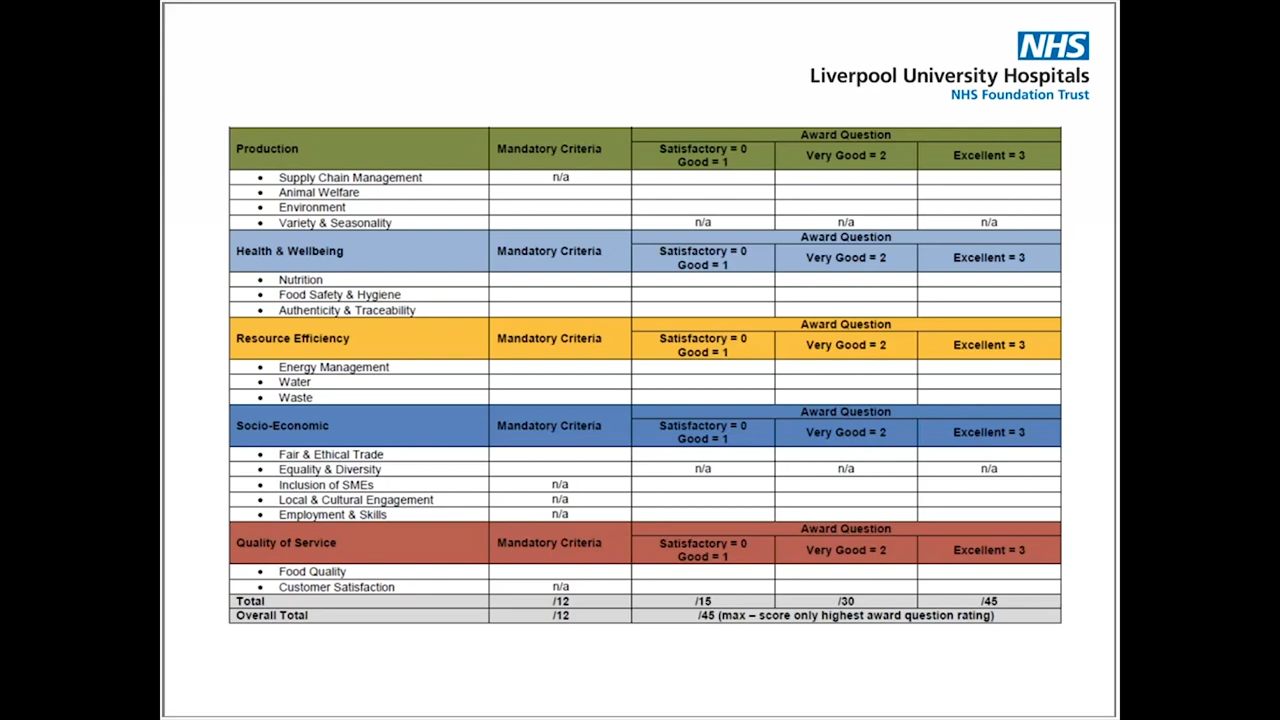 NHS
Liverpool University Hospitals
NHS Foundation Trust
Production Mandatory Criteria Award Question
Satisfactory = 0 Good = 1 Very Good = 2 Excellent = 3
• Supply Chain Management n/a
• Animal Welfare
• Environment
• Variety & Seasonality n/a n/a n/a
Health & Wellbeing Mandatory Criteria Award Question
Satisfactory = 0 Good = 1 Very Good = 2 Excellent = 3
• Nutrition
• Food Safety & Hygiene
• Authenticity & Traceability
Resource Efficiency Mandatory Criteria Award Question
Satisfactory = 0 Good = 1 Very Good = 2 Excellent = 3
• Energy Management
• Water
• Waste
Socio-Economic Mandatory Criteria Award Question
Satisfactory = 0 Good = 1 Very Good = 2 Excellent = 3
• Fair & Ethical Trade
• Equality & Diversity n/a n/a n/a
• Inclusion of SMEs n/a
• Local & Cultural Engagement n/a
• Employment & Skills n/a
Quality of Service Mandatory Criteria Award Question
Satisfactory = 0 Good = 1 Very Good = 2 Excellent = 3
• Food Quality
• Customer Satisfaction n/a
Total /12 /15 /30 /45
Overall Total /12 /45 (max – score only highest award question rating)